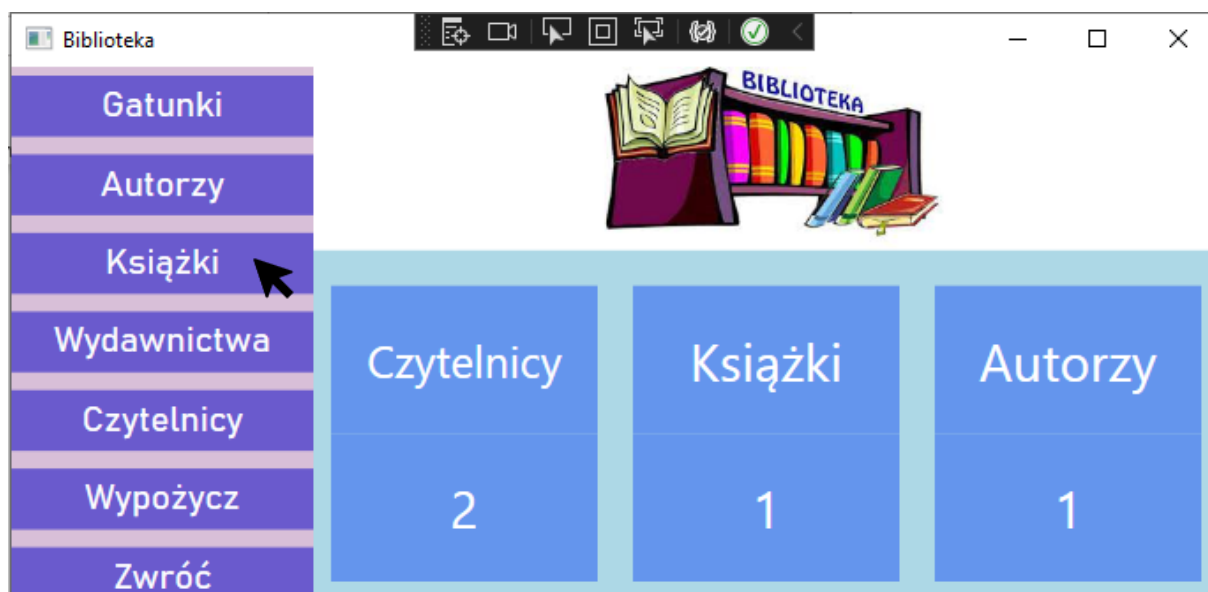 Biblioteka
Gatunki
Autorzy
Książki
Wydawnictwa
Czytelnicy
Wypożycz
Zwróć
BIBLIOTEKA
Czytelnicy
Książki
Autorzy
2
1
1